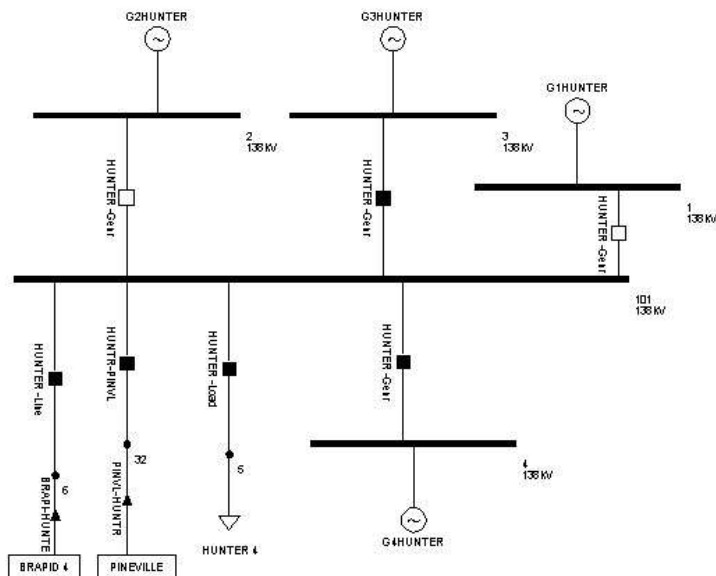 G2HUNTER
G3HUNTER
G1HUNTER
2
138 kV
3
138 kV
1
138 kV
HUNTER-Gear
HUNTER-Gear
HUNTER-Gear
101
138 kV
HUNTER-Line
HUNTR-PINVL
HUNTER-Load
HUNTER-Gear
6
32
5
4
138 kV
BRAPI-HUNTE
PINVL-HUNTR
HUNTER 4
G4HUNTER
BRAPID 4
PINEVILLE